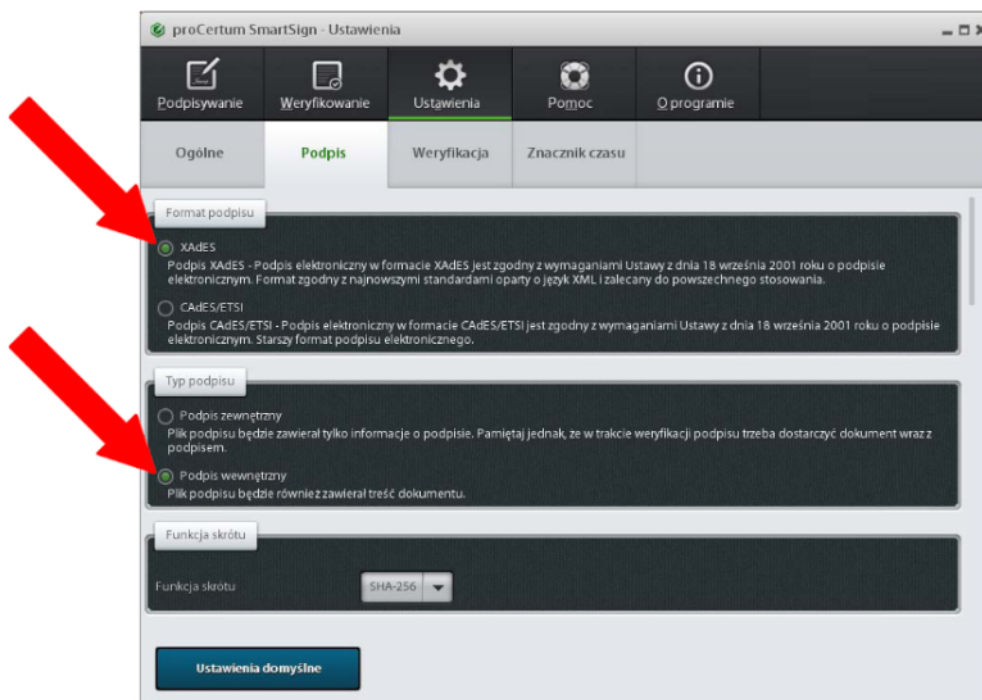 proCertum SmartSign - Ustawienia
Podpisywanie
Weryfikowanie
Ustawienia
Pomoc
O programie
Ogólne
Podpis
Weryfikacja
Znacznik czasu
Format podpisu
XAdES
Podpis XAdES - Podpis elektroniczny w formacie XAdES jest zgodny z wymaganiami Ustawy z dnia 18 września 2001 roku o podpisie
elektronicznym. Format zgodny z najnowszymi standardami oparty o język XML i zalecany do powszechnego stosowania.
CAdES/ETSI
Podpis CAdES/ETSI - Podpis elektroniczny w formacie CAdES/ETSI jest zgodny z wymaganiami Ustawy z dnia 18 września 2001 roku o podpisie
elektronicznym. Starszy format podpisu elektronicznego.
Typ podpisu
Podpis zewnętrzny
Plik podpisu będzie zawierał tylko informacje o podpisie. Pamiętaj jednak, że w trakcie weryfikacji podpisu trzeba dostarczyć dokument wraz z
podpisem.
Podpis wewnętrzny
Plik podpisu będzie również zawierał treść dokumentu.
Funkcja skrótu
Funkcja skrótu
SHA-256
Ustawienia domyślne